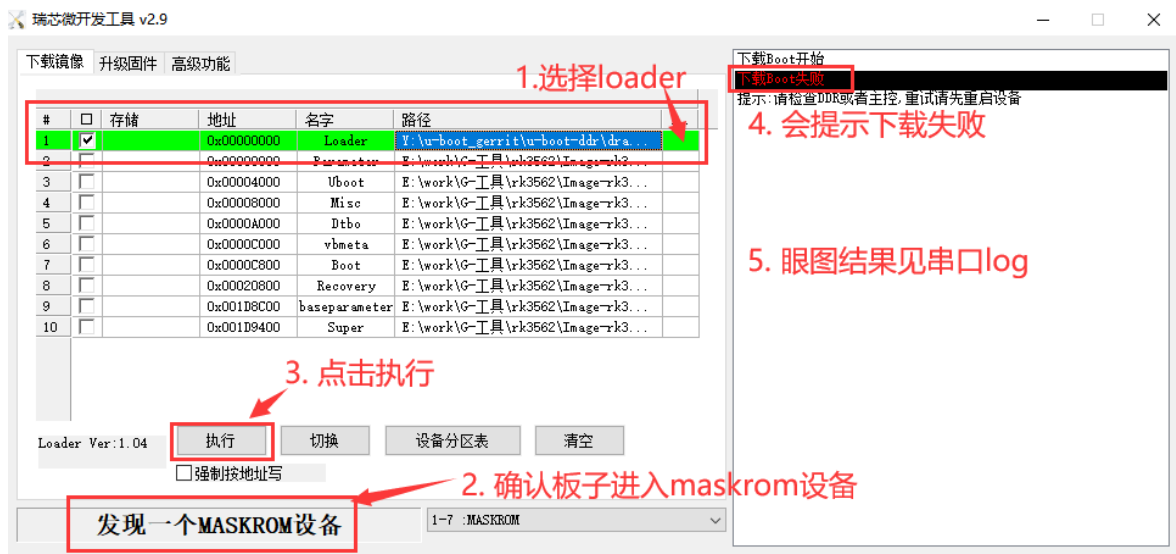 瑞芯微开发工具 v2.9
下载镜像 升级固件 高级功能
1.选择loader
# 存储 地址 名字 路径
1 0x00000000 Loader Y:\u-boot_gerrit\u-boot-ddr\dra...
2 0x00000000 Parameter E:\work\G-工具\rk3562\Image-rk3...
3 0x00004000 Uboot E:\work\G-工具\rk3562\Image-rk3...
4 0x00008000 Misc E:\work\G-工具\rk3562\Image-rk3...
5 0x0000A000 Dtbo E:\work\G-工具\rk3562\Image-rk3...
6 0x0000C000 vbmeta E:\work\G-工具\rk3562\Image-rk3...
7 0x0000C800 Boot E:\work\G-工具\rk3562\Image-rk3...
8 0x00020800 Recovery E:\work\G-工具\rk3562\Image-rk3...
9 0x001D8C00 baseparameter E:\work\G-工具\rk3562\Image-rk3...
10 0x001D9400 Super E:\work\G-工具\rk3562\Image-rk3...
3. 点击执行
Loader Ver:1.04 执行 切换 设备分区表 清空
强制按地址写
2. 确认板子进入maskrom设备
发现一个MASKROM设备
1-7 :MASKROM
下载Boot开始
下载Boot失败
提示:请检查DDR或者主控,重试请先重启设备
4. 会提示下载失败
5. 眼图结果见串口log